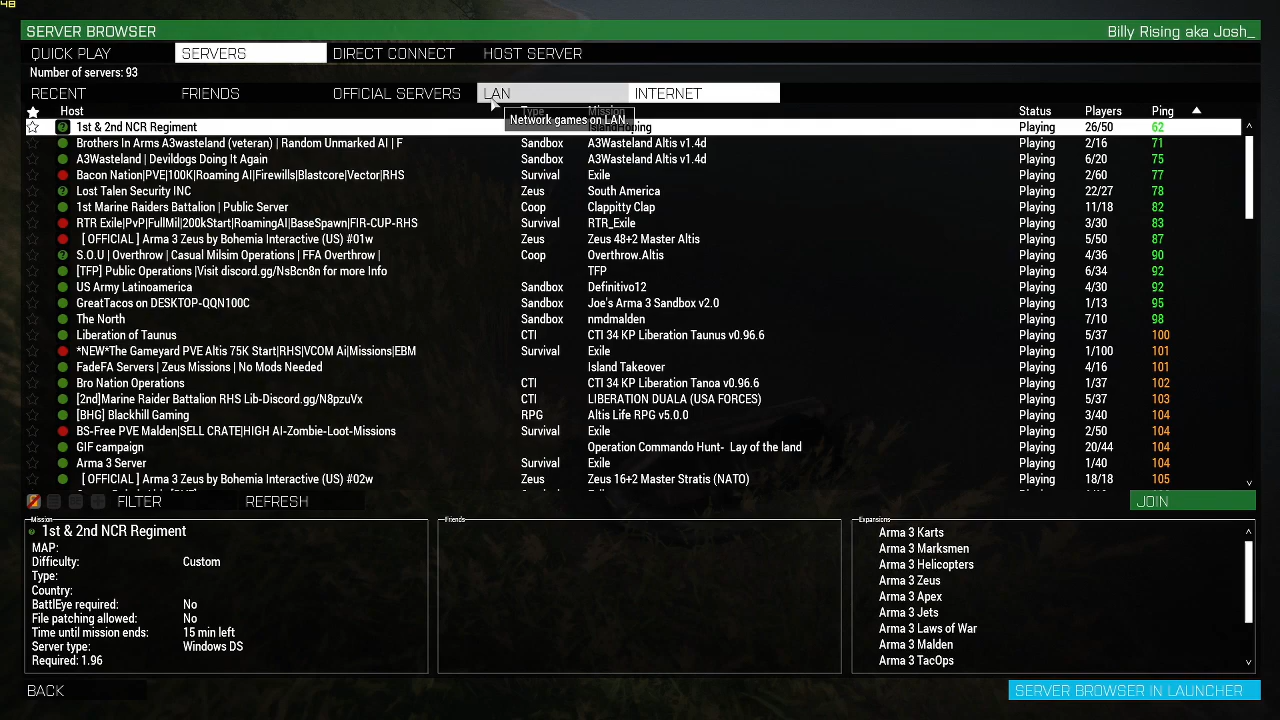 48
SERVER BROWSER Billy Rising aka Josh_
QUICK PLAY SERVERS DIRECT CONNECT HOST SERVER
Number of servers: 93
RECENT FRIENDS OFFICIAL SERVERS LAN INTERNET
Host Type Mission Status Players Ping
Network games on LAN.
1st & 2nd NCR Regiment Playing 26/50 62
Brothers In Arms A3wasteland (veteran) | Random Unmarked AI | F Sandbox A3Wasteland Altis v1.4d Playing 2/16 71
A3Wasteland | Devildogs Doing It Again Sandbox A3Wasteland Altis v1.4d Playing 6/20 75
Bacon Nation|PVE|100K|Roaming AI|Firewills|Blastcore|Vector|RHS Survival Exile Playing 2/60 77
Lost Talen Security INC Zeus South America Playing 22/27 78
1st Marine Raiders Battalion | Public Server Coop Clappitty Clap Playing 11/18 82
RTR Exile|PvP|FullMil|200kStart|RoamingAI|BaseSpawn|FIR-CUP-RHS Survival RTR_Exile Playing 3/30 83
[ OFFICIAL ] Arma 3 Zeus by Bohemia Interactive (US) #01w Zeus Zeus 48+2 Master Altis Playing 5/50 87
S.O.U | Overthrow | Casual Milsim Operations | FFA Overthrow | Coop Overthrow.Altis Playing 4/36 90
[TFP] Public Operations |Visit discord.gg/NsBcn8n for more Info TFP Playing 6/34 92
US Army Latinoamerica Sandbox Definitivo12 Playing 4/30 92
GreatTacos on DESKTOP-QQN100C Sandbox Joe's Arma 3 Sandbox v2.0 Playing 1/13 95
The North Sandbox nmdmalden Playing 7/10 98
Liberation of Taunus CTI CTI 34 KP Liberation Taunus v0.96.6 Playing 5/37 100
*NEW*The Gameyard PVE Altis 75K Start|RHS|VCOM Ai|Missions|EBM Survival Exile Playing 1/100 101
FadeFA Servers | Zeus Missions | No Mods Needed Island Takeover Playing 4/16 101
Bro Nation Operations CTI CTI 34 KP Liberation Tanoa v0.96.6 Playing 1/37 102
[2nd]Marine Raider Battalion RHS Lib-Discord.gg/N8pzuVx CTI LIBERATION DUALA (USA FORCES) Playing 5/37 103
[BHG] Blackhill Gaming RPG Altis Life RPG v5.0.0 Playing 3/40 104
BS-Free PVE Malden|SELL CRATE|HIGH AI-Zombie-Loot-Missions Survival Exile Playing 2/50 104
GIF campaign Operation Commando Hunt- Lay of the land Playing 20/44 104
Arma 3 Server Survival Exile Playing 1/40 104
[ OFFICIAL ] Arma 3 Zeus by Bohemia Interactive (US) #02w Zeus Zeus 16+2 Master Stratis (NATO) Playing 18/18 105
FILTER REFRESH JOIN
Mission Friends Expansions
1st & 2nd NCR Regiment
MAP:
Difficulty: Custom
Type:
Country:
BattlEye required: No
File patching allowed: No
Time until mission ends: 15 min left
Server type: Windows DS
Required: 1.96
Arma 3 Karts
Arma 3 Marksmen
Arma 3 Helicopters
Arma 3 Zeus
Arma 3 Apex
Arma 3 Jets
Arma 3 Laws of War
Arma 3 Malden
Arma 3 TacOps
BACK SERVER BROWSER IN LAUNCHER